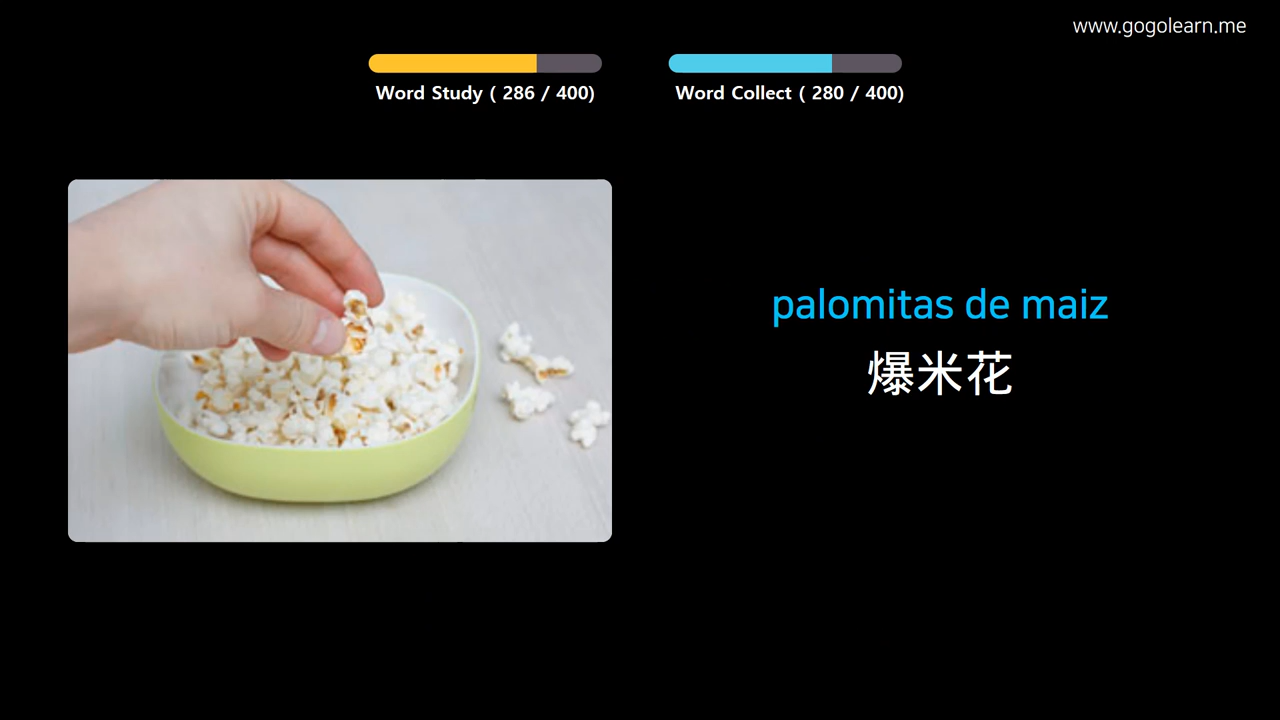 www.gogolearn.me
Word Study ( 286 / 400)
Word Collect ( 280 / 400)
palomitas de maiz
爆米花